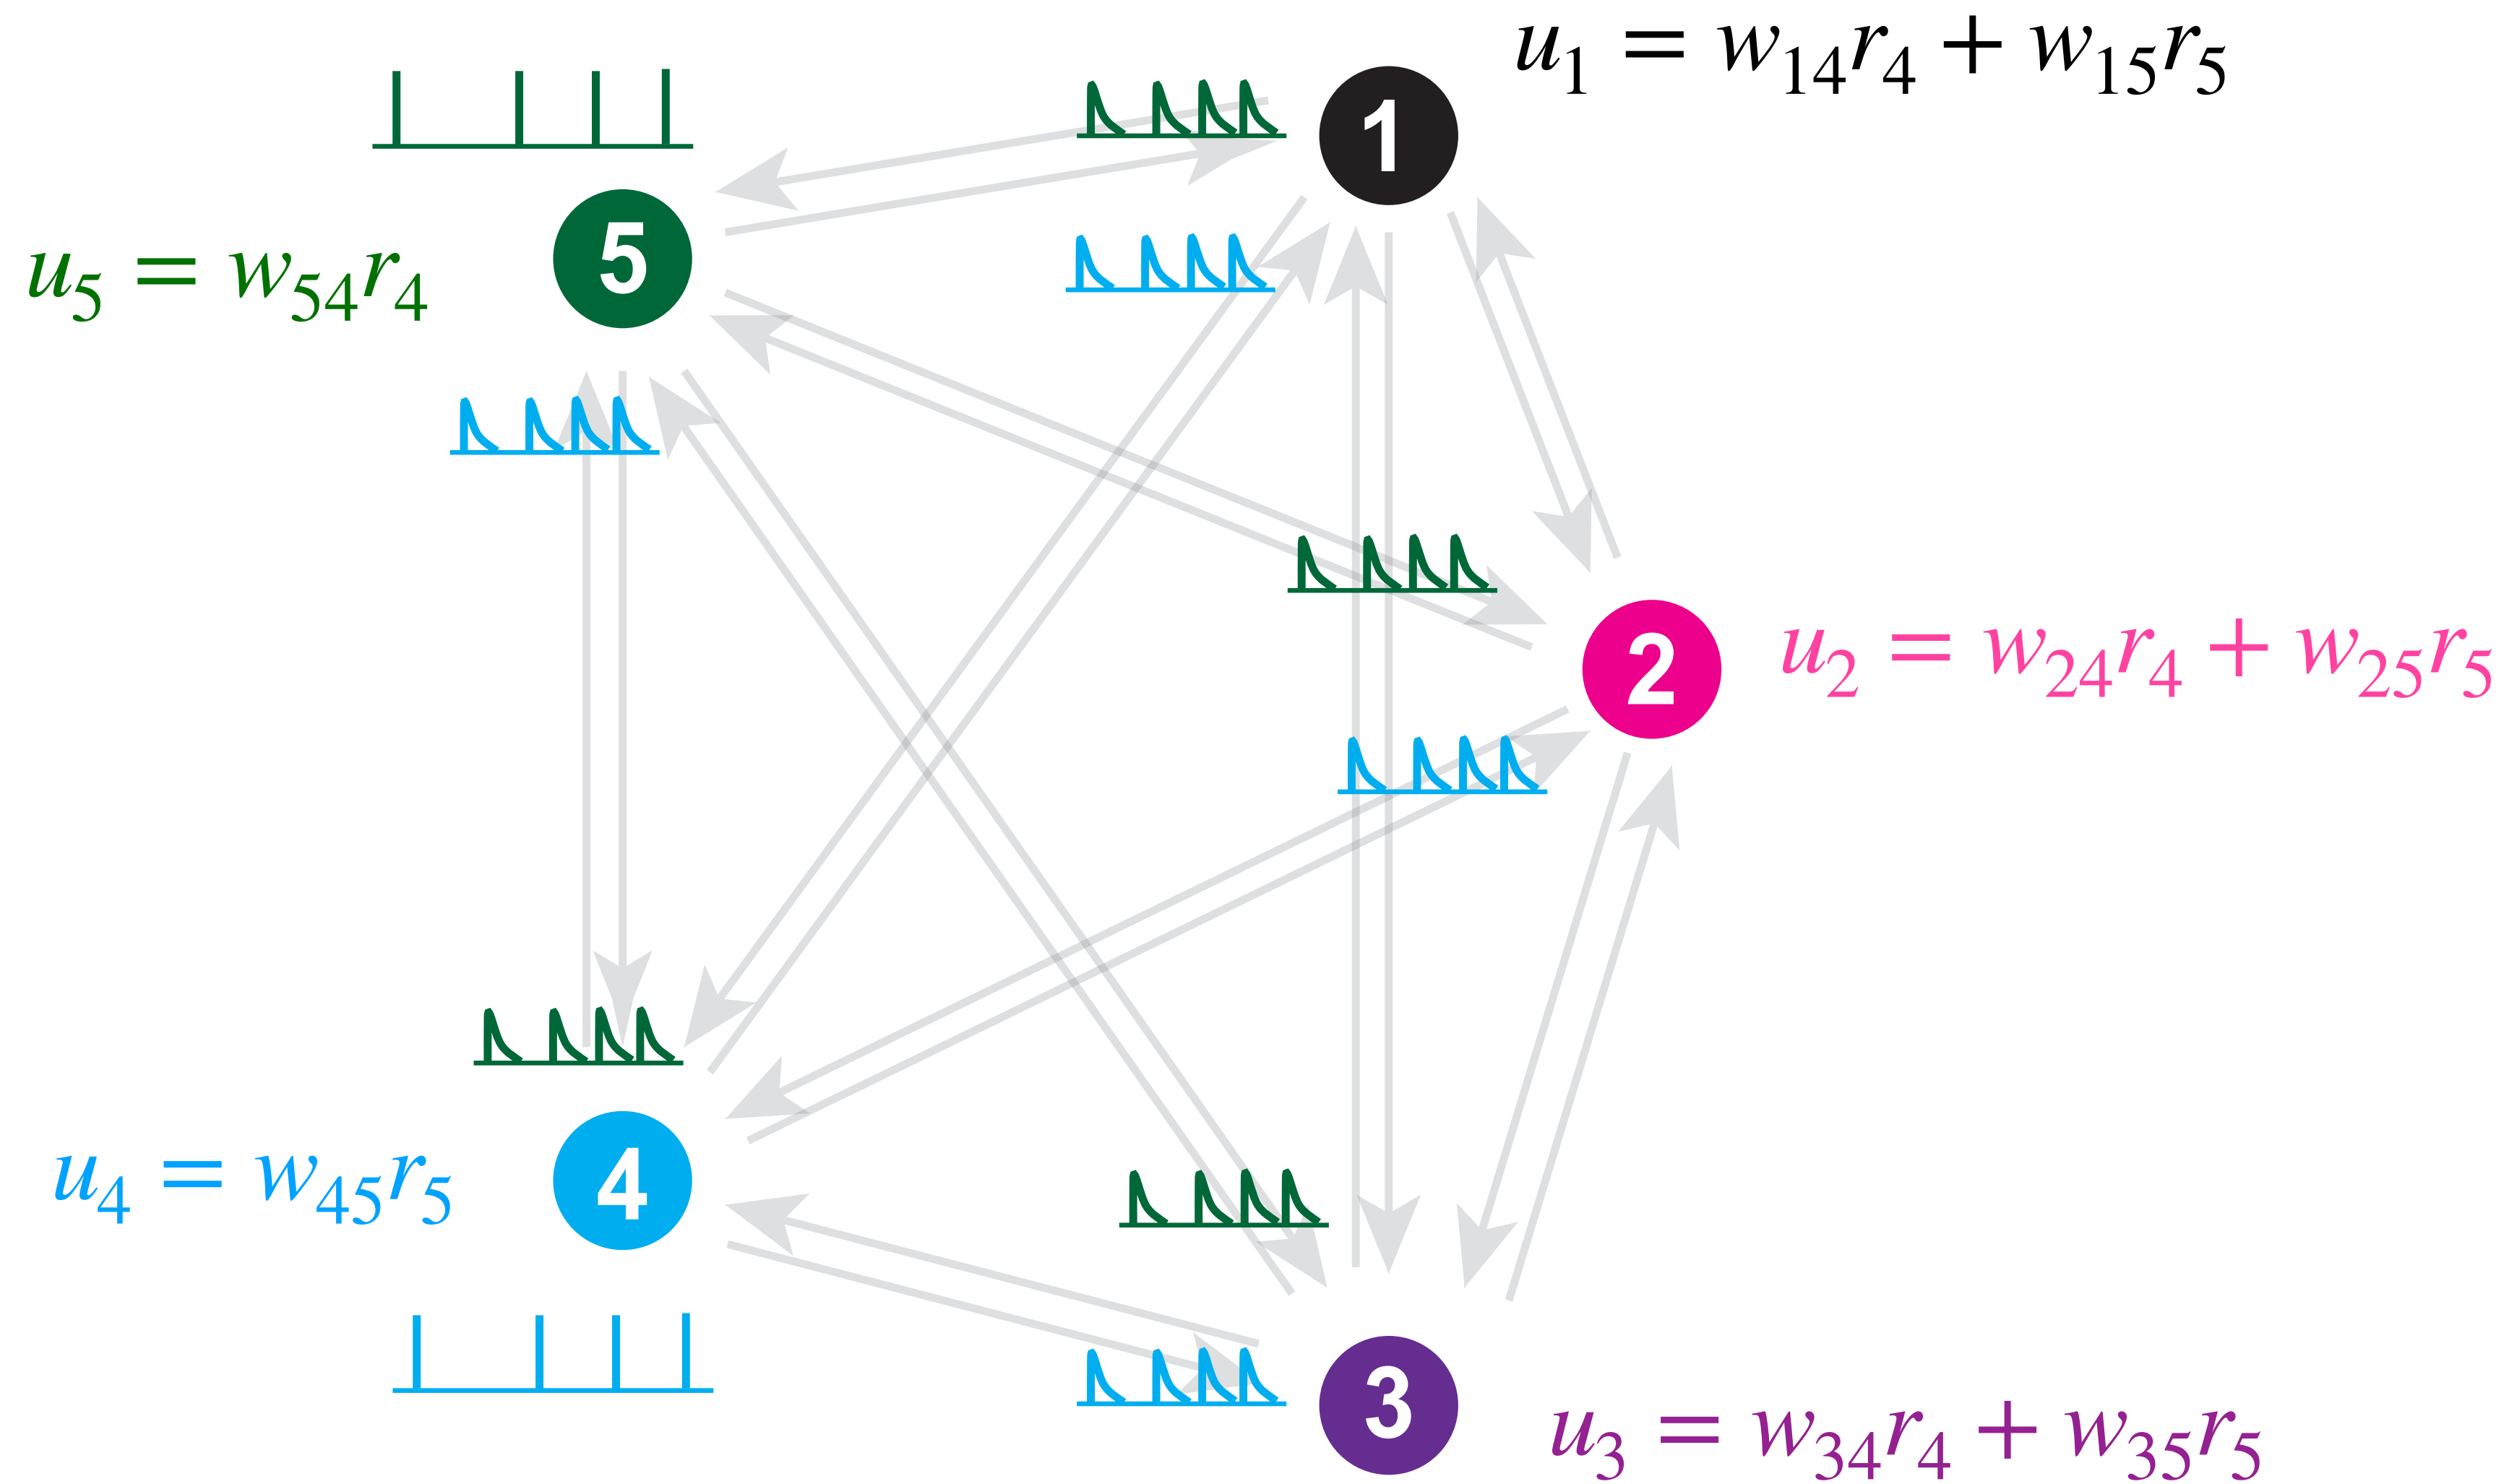 u₁ = w₁₄r₄ + w₁₅r₅
1
5
u₅ = w₅₄r₄
2
u₂ = w₂₄r₄ + w₂₅r₅
4
u₄ = w₄₅r₅
3
u₃ = w₃₄r₄ + w₃₅r₅